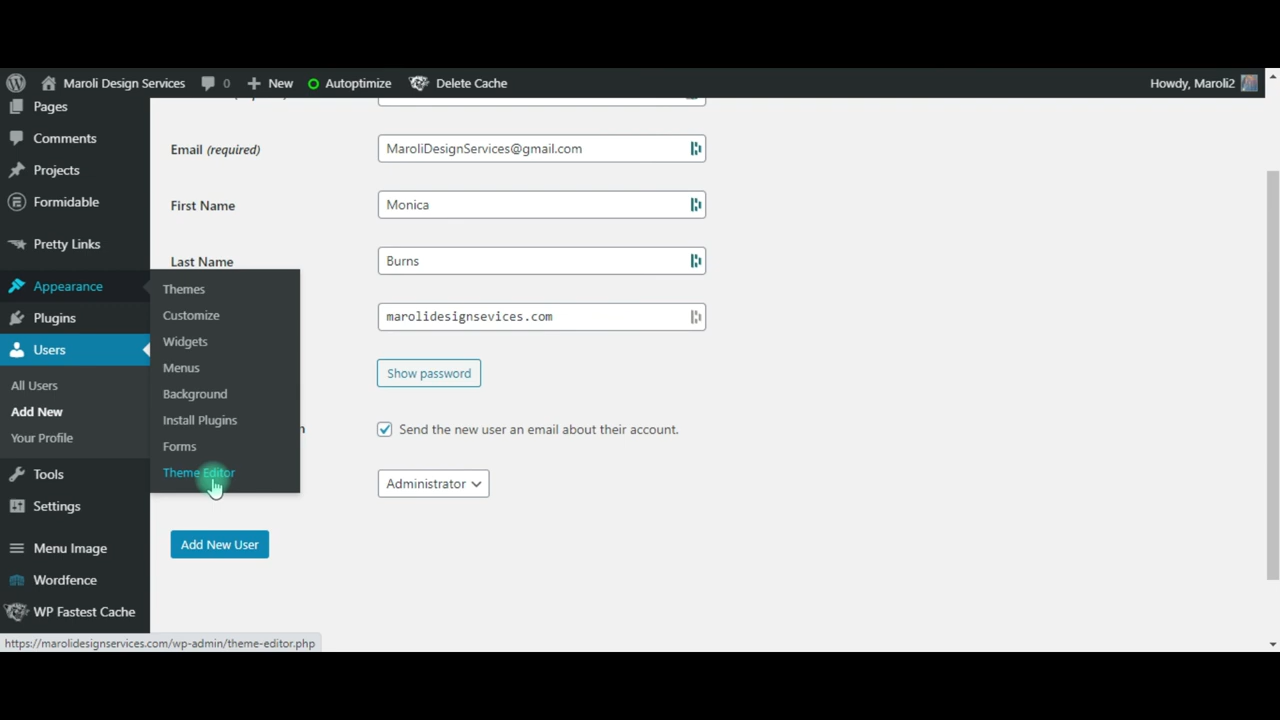 Maroli Design Services 0 New Autoptimize Delete Cache Howdy, Maroli2
Pages
Comments
Projects
Formidable
Pretty Links
Appearance
Plugins
Users
All Users
Add New
Your Profile
Tools
Settings
Menu Image
Wordfence
WP Fastest Cache
Themes
Customize
Widgets
Menus
Background
Install Plugins
Forms
Theme Editor
Email (required) MaroliDesignServices@gmail.com
First Name Monica
Last Name Burns
marolidesignsevices.com
Show password
Send the new user an email about their account.
Administrator
Add New User
https://marolidesignservices.com/wp-admin/theme-editor.php